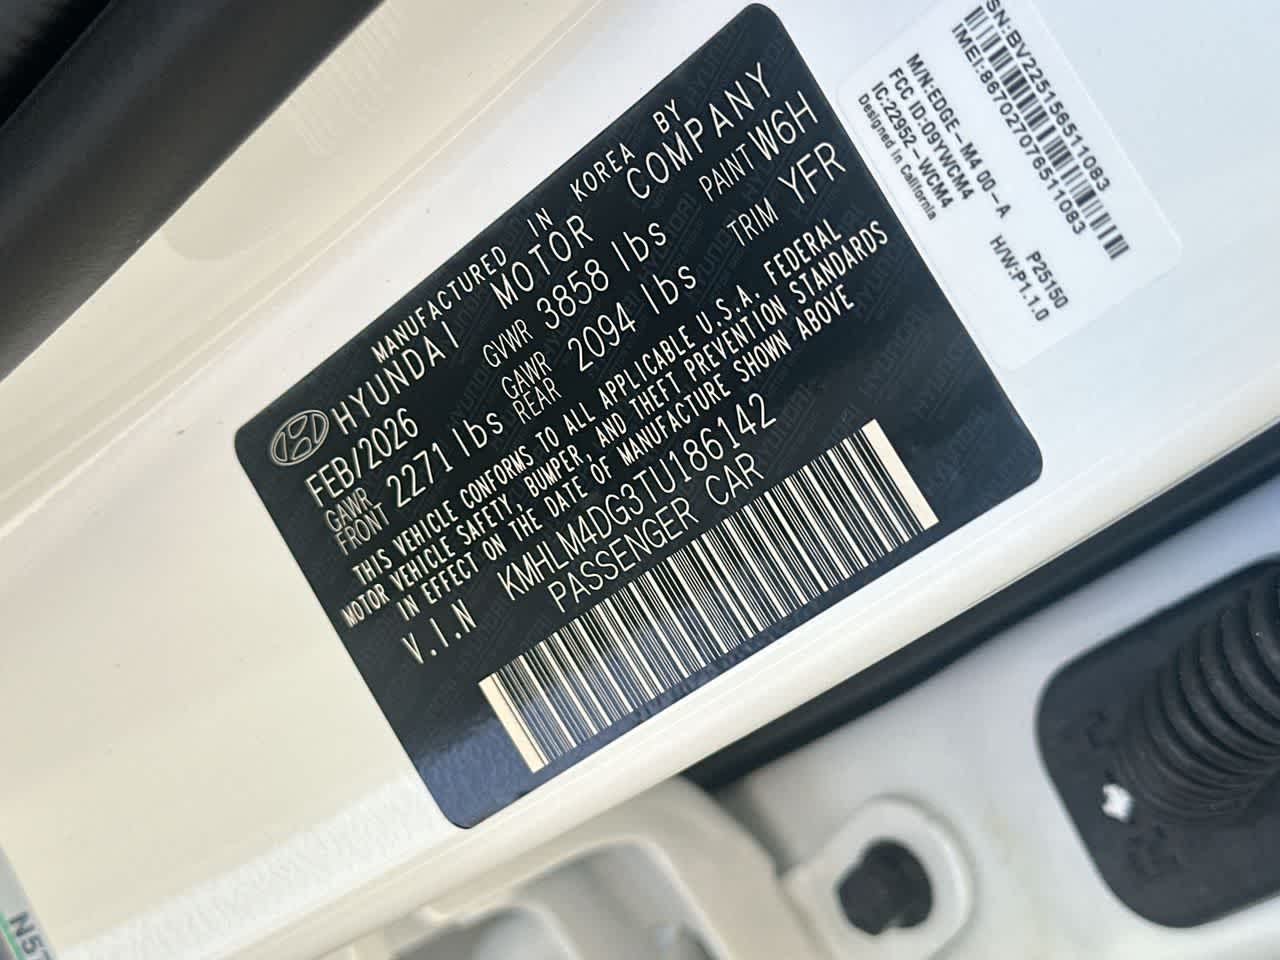 MANUFACTURED IN KOREA BY
HYUNDAI MOTOR COMPANY
FEB/2026 GVWR 3858 lbs PAINT W6H
GAWR FRONT 2271 lbs GAWR REAR 2094 lbs TRIM YFR
THIS VEHICLE CONFORMS TO ALL APPLICABLE U.S.A. FEDERAL
MOTOR VEHICLE SAFETY, BUMPER, AND THEFT PREVENTION STANDARDS
IN EFFECT ON THE DATE OF MANUFACTURE SHOWN ABOVE
V.I.N KMHLM4DG3TU186142
PASSENGER CAR
SN:BV225156511083
IMEI:867027076511083
M/N:EDGE-M4 00-A P25150
FCC ID:O9YWCM4 H/W:P1.1.0
IC:22952-WCM4
Designed in California
N57